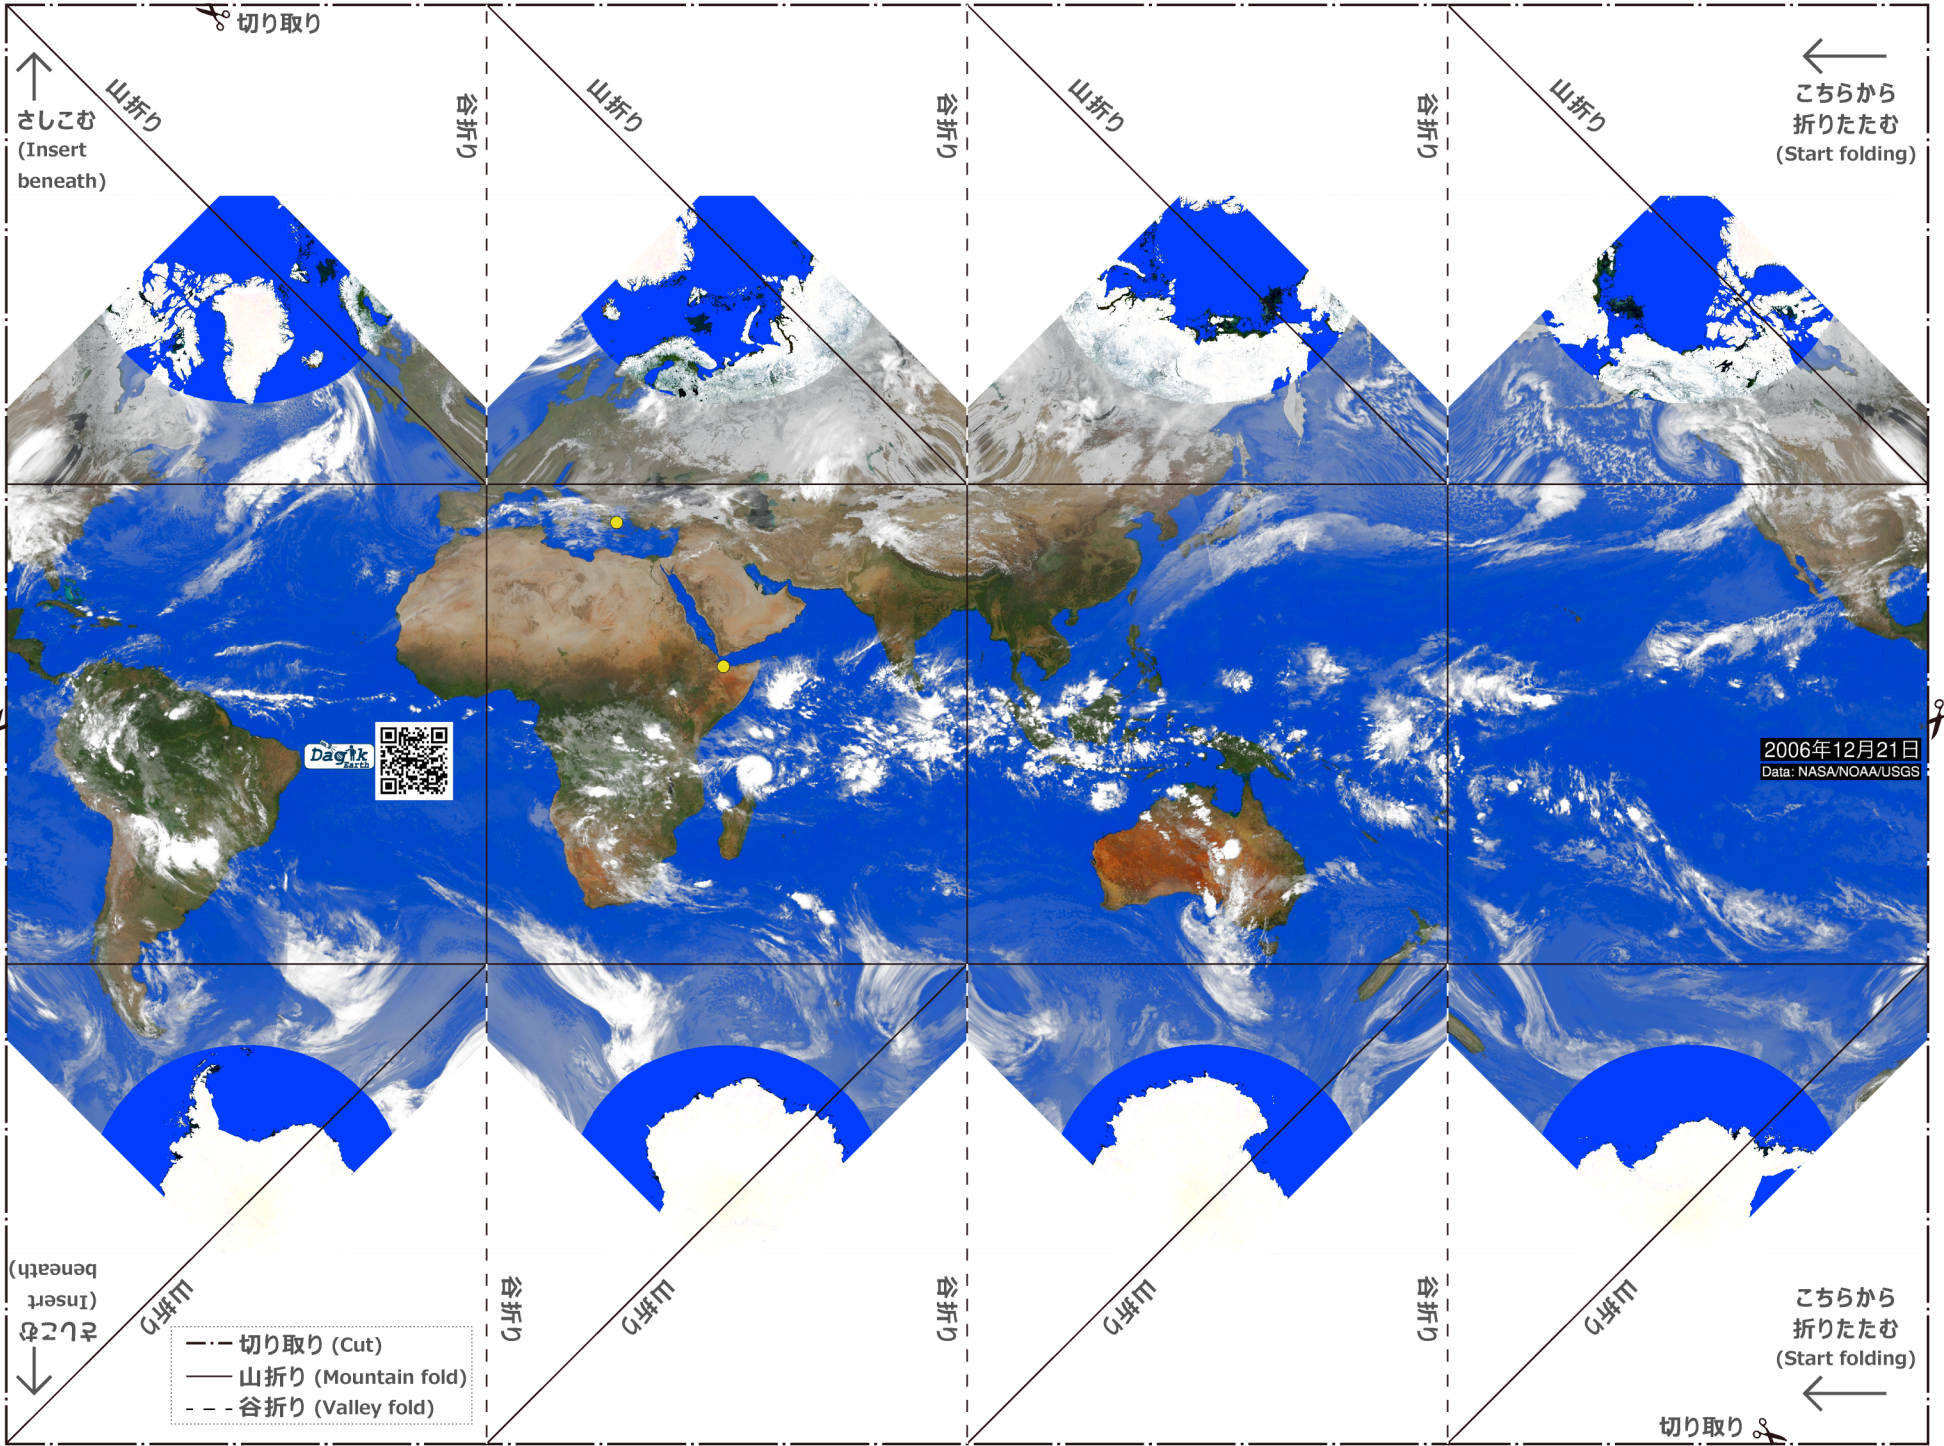 切り取り
山折り
谷折り
山折り
谷折り
山折り
谷折り
山折り
さしこむ
(Insert
beneath)
こちらから
折りたたむ
(Start folding)
Dagik
Earth
2006年12月21日
Data: NASA/NOAA/USGS
さしこむ
(Insert
beneath)
山折り
谷折り
山折り
谷折り
山折り
谷折り
山折り
こちらから
折りたたむ
(Start folding)
切り取り (Cut)
山折り (Mountain fold)
谷折り (Valley fold)
切り取り